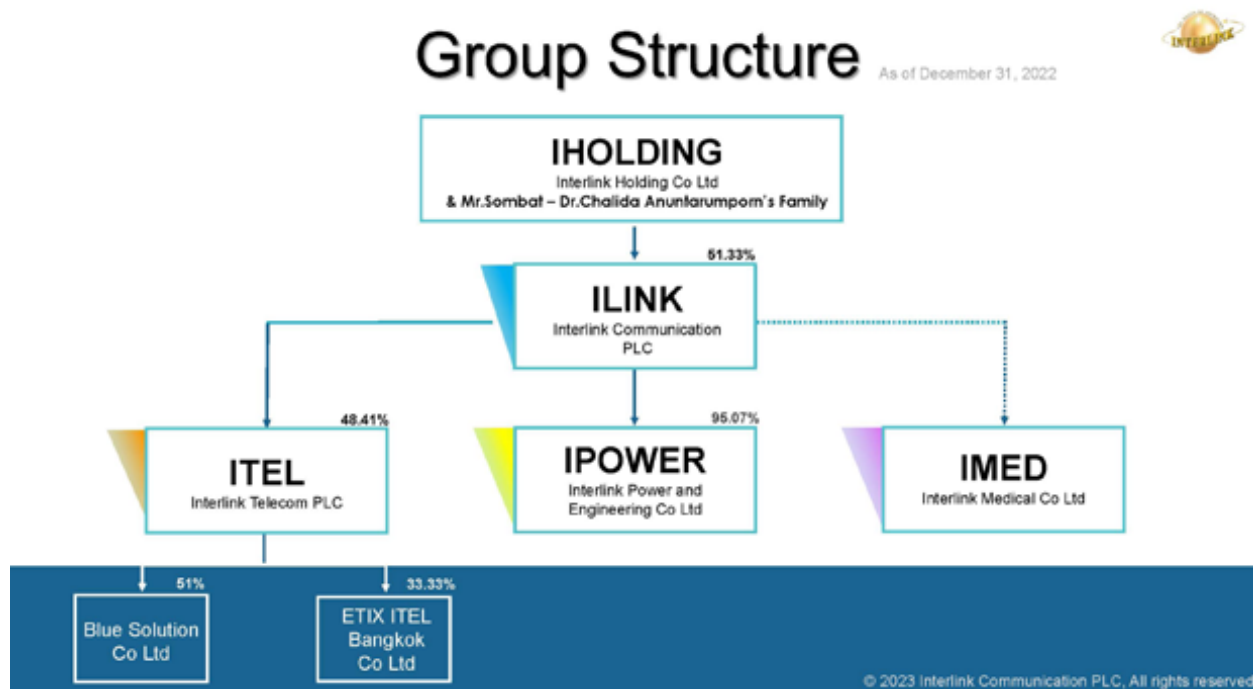 Group Structure
As of December 31, 2022
INTERLINK
IHOLDING
Interlink Holding Co Ltd
& Mr.Sombat – Dr.Chalida Anuntarumporn's Family
51.33%
ILINK
Interlink Communication
PLC
48.41%
ITEL
Interlink Telecom PLC
95.07%
IPOWER
Interlink Power and
Engineering Co Ltd
IMED
Interlink Medical Co Ltd
51%
Blue Solution
Co Ltd
33.33%
ETIX ITEL
Bangkok
Co Ltd
© 2023 Interlink Communication PLC, All rights reserved